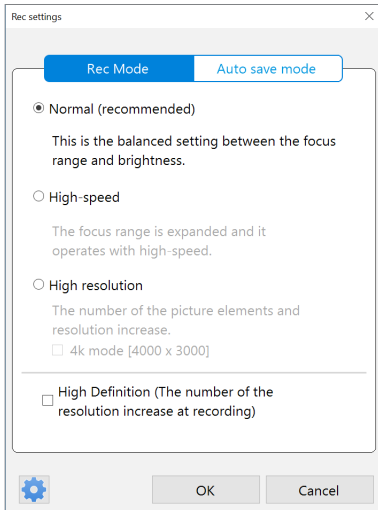 Rec settings
Rec Mode
Auto save mode
Normal (recommended)
This is the balanced setting between the focus
range and brightness.
High-speed
The focus range is expanded and it
operates with high-speed.
High resolution
The number of the picture elements and
resolution increase.
4k mode [4000 x 3000]
High Definition (The number of the
resolution increase at recording)
OK
Cancel